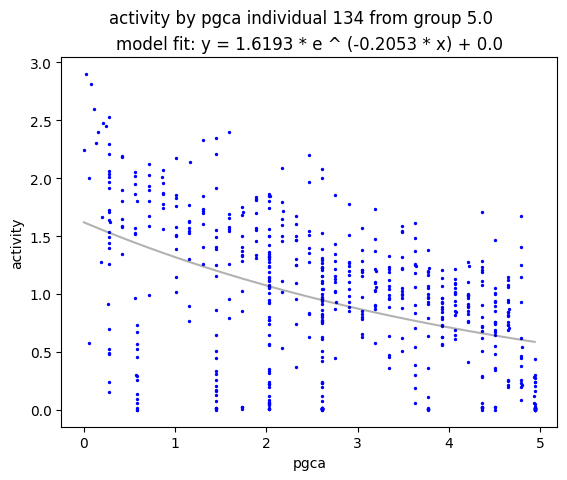 activity by pgca individual 134 from group 5.0
model fit: y = 1.6193 * e ^ (-0.2053 * x) + 0.0
3.0
2.5
2.0
1.5
1.0
0.5
0.0
activity
0 1 2 3 4 5
pgca